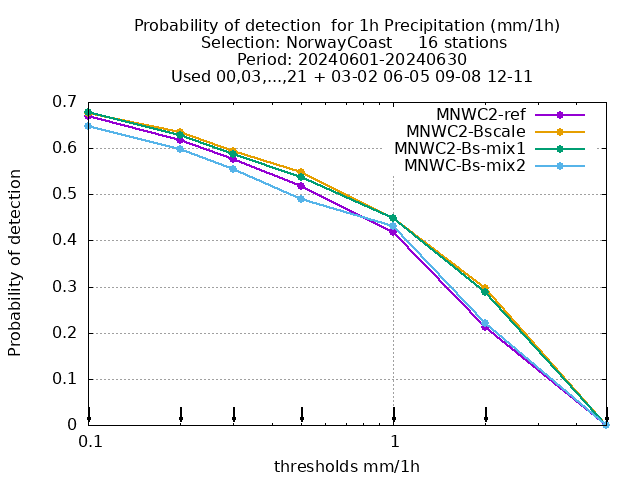 Probability of detection  for 1h Precipitation (mm/1h)
Selection: NorwayCoast     16 stations
Period: 20240601-20240630
Used 00,03,...,21 + 03-02 06-05 09-08 12-11
MNWC2-ref
MNWC2-Bscale
MNWC2-Bs-mix1
MNWC-Bs-mix2
Probability of detection
0.7
0.6
0.5
0.4
0.3
0.2
0.1
0
0.1 1
thresholds mm/1h